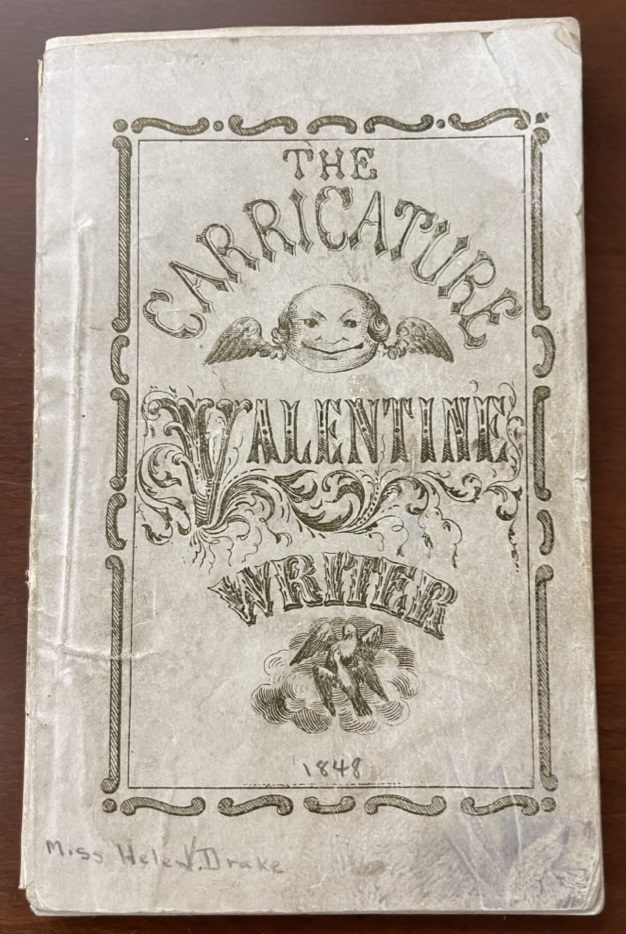 THE
CARRICATURE
VALENTINE
WRITER
1848
Miss Helen V. Drake